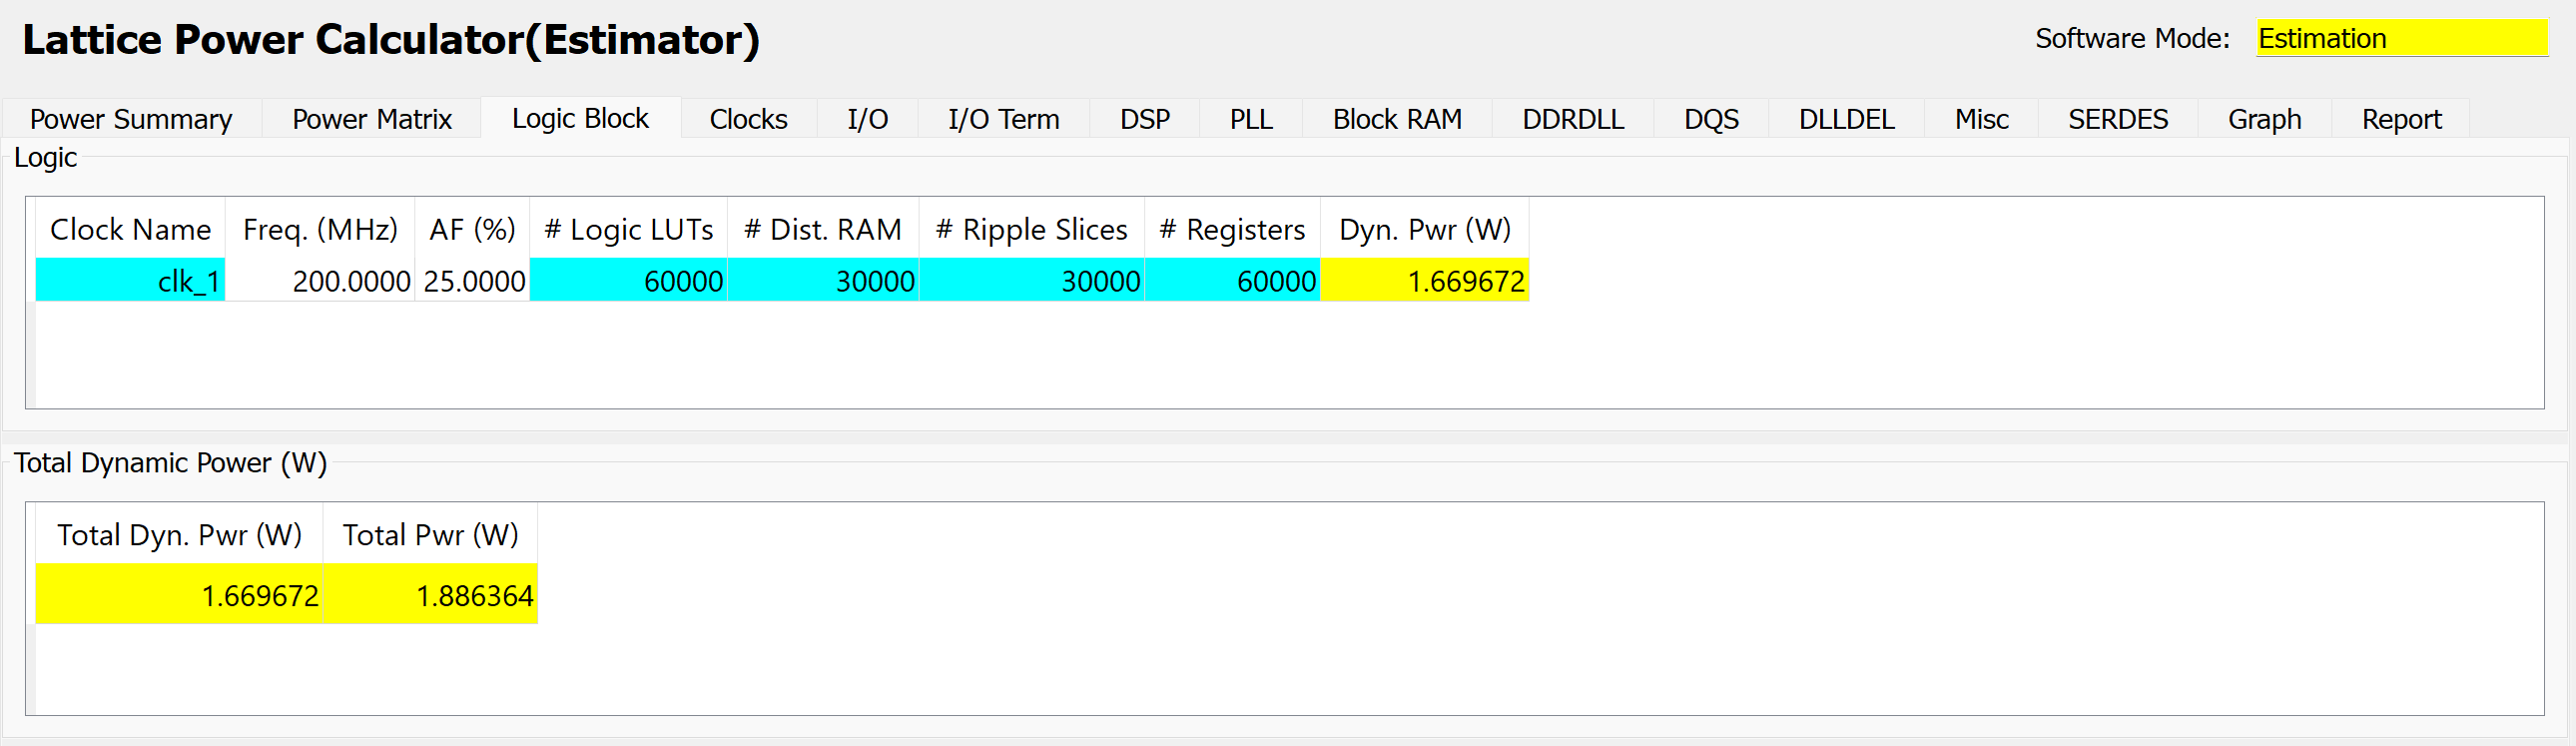 Lattice Power Calculator(Estimator)
Software Mode: Estimation
Power Summary Power Matrix Logic Block Clocks I/O I/O Term DSP PLL Block RAM DDRDLL DQS DLLDEL Misc SERDES Graph Report
Logic
Clock Name Freq. (MHz) AF (%) # Logic LUTs # Dist. RAM # Ripple Slices # Registers Dyn. Pwr (W)
clk_1 200.0000 25.0000 60000 30000 30000 60000 1.669672
Total Dynamic Power (W)
Total Dyn. Pwr (W) Total Pwr (W)
1.669672 1.886364